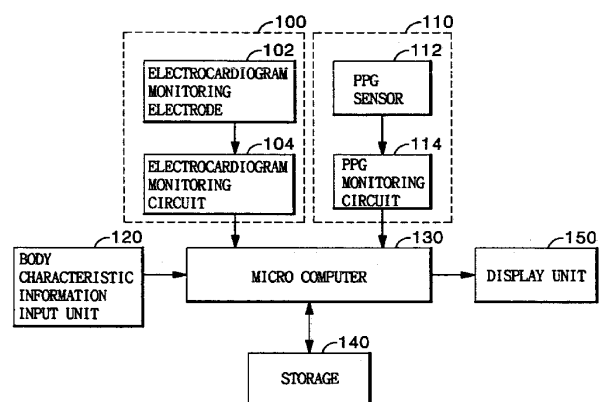 100
110
102
112
ELECTROCARDIOGRAM
MONITORING
ELECTRODE
PPG
SENSOR
104
114
ELECTROCARDIOGRAM
MONITORING
CIRCUIT
PPG
MONITORING
CIRCUIT
120
130
150
BODY
CHARACTERISTIC
INFORMATION
INPUT UNIT
MICRO COMPUTER
DISPLAY UNIT
140
STORAGE